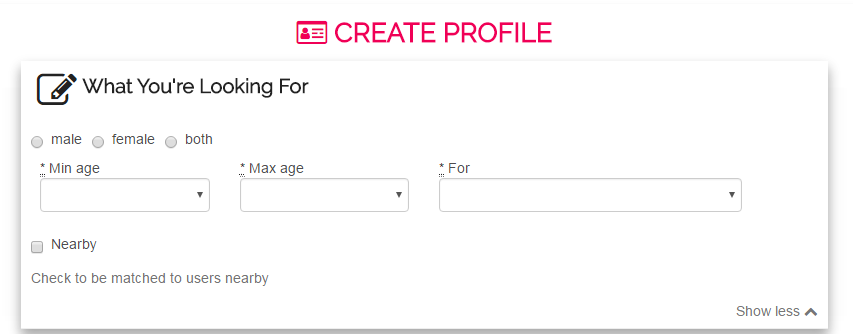 CREATE PROFILE
What You're Looking For
male female both
* Min age * Max age * For
Nearby
Check to be matched to users nearby
Show less